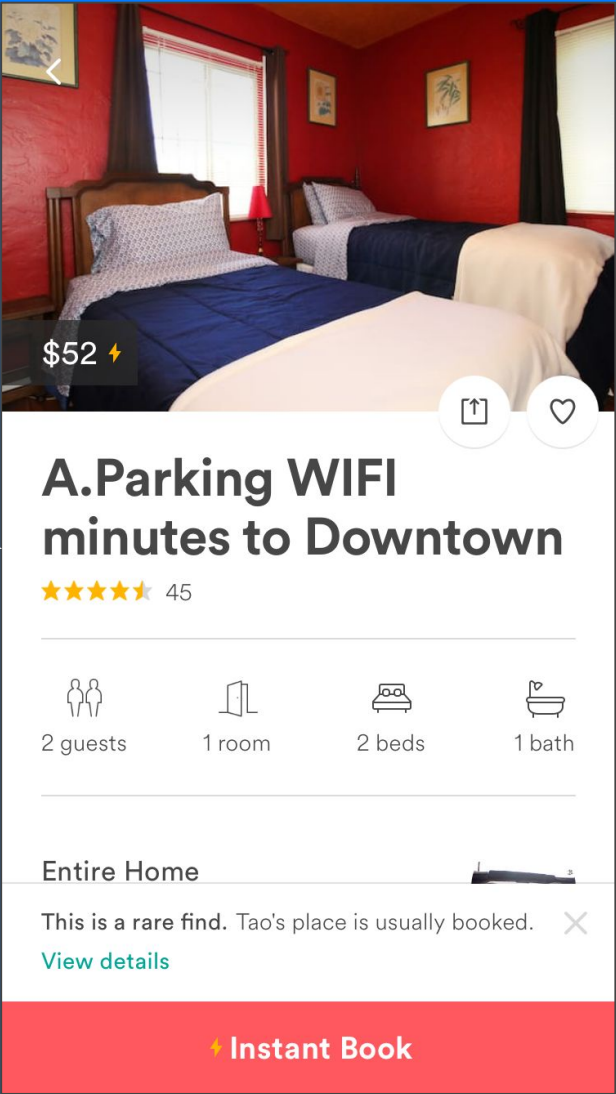 $52
A.Parking WIFI
minutes to Downtown
45
2 guests
1 room
2 beds
1 bath
Entire Home
This is a rare find. Tao's place is usually booked.
View details
Instant Book